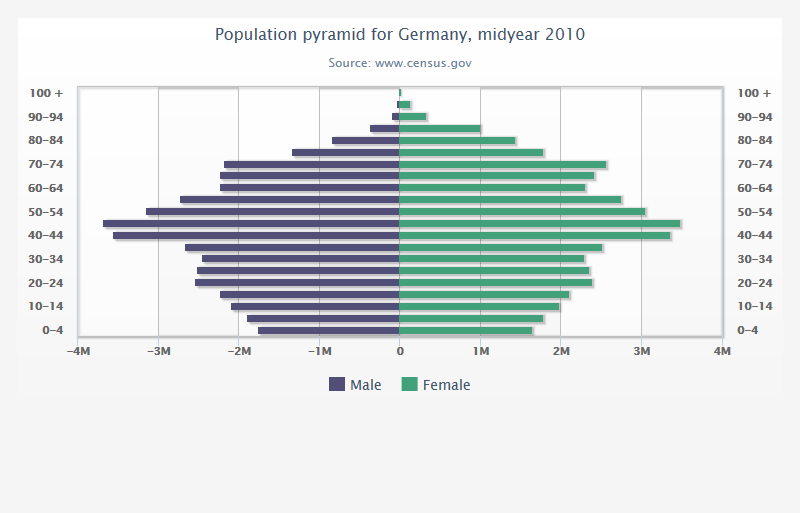 Population pyramid for Germany, midyear 2010
Source: www.census.gov
100 + 100 +
90–94 90–94
80–84 80–84
70–74 70–74
60–64 60–64
50–54 50–54
40–44 40–44
30–34 30–34
20–24 20–24
10–14 10–14
0–4 0–4
–4M –3M –2M –1M 0 1M 2M 3M 4M
Male Female